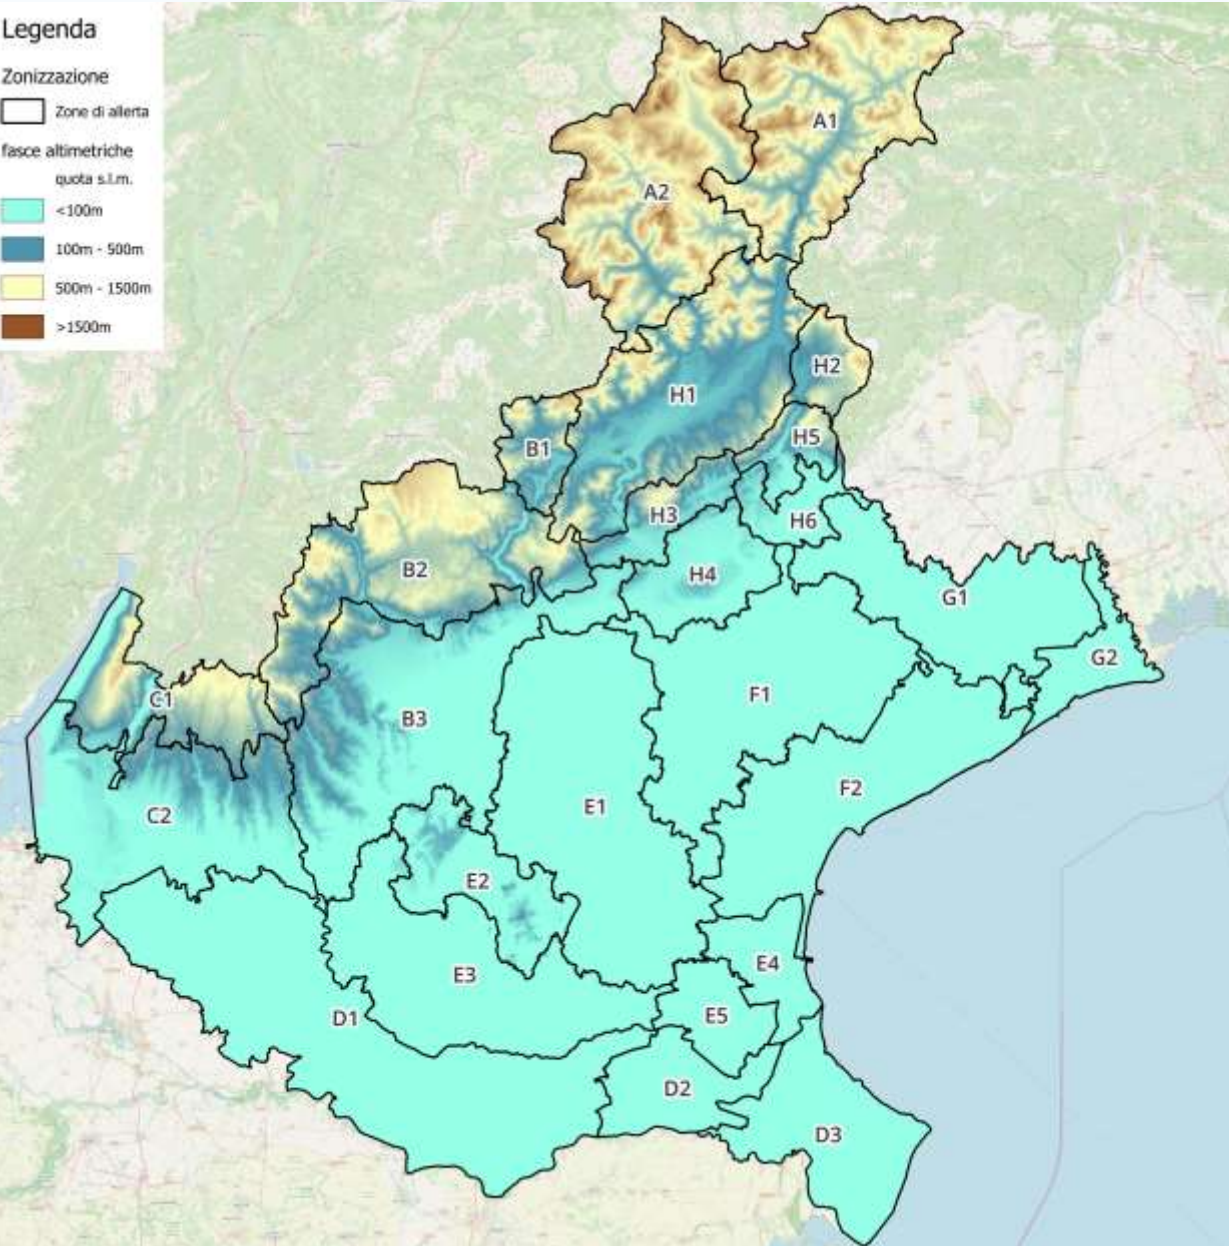 Legenda
Zonizzazione
Zone di allerta
fasce altimetriche
quota s.l.m.
<100m
100m - 500m
500m - 1500m
>1500m
A1
A2
H2
H1
H5
B1
H3
H6
B2
H4
G1
G2
F1
C1
B3
F2
E1
C2
E2
E4
E3
E5
D1
D2
D3